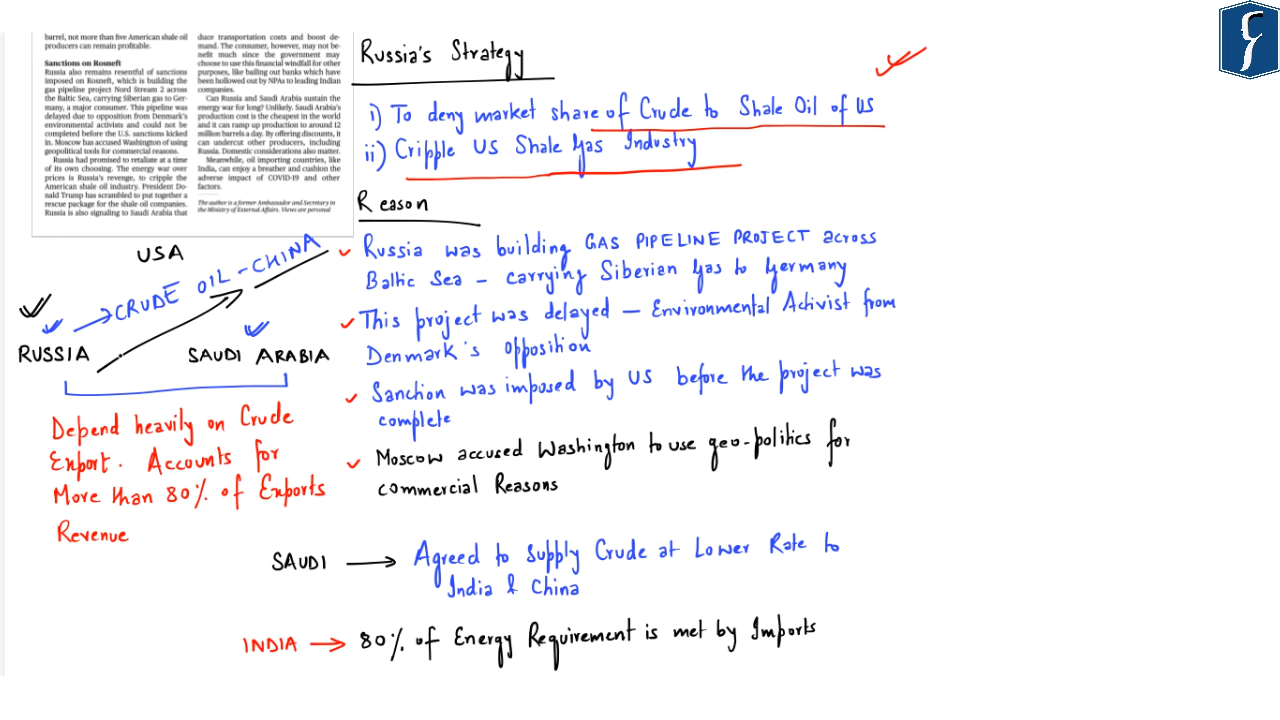 barrel, not more than five American shale oil
producers can remain profitable.
Sanctions on Rosneft
Russia also remains resentful of sanctions
imposed on Rosneft, which is building the
gas pipeline project Nord Stream 2 across
the Baltic Sea, carrying Siberian gas to Ger-
many, a major consumer. This pipeline was
delayed due to opposition from Denmark's
environmental activists and could not be
completed before the U.S. sanctions kicked
in. Moscow has accused Washington of using
geopolitical tools for commercial reasons.
Russia had promised to retaliate at a time
of its own choosing. The energy war over
prices is Russia's revenge, to cripple the
American shale oil industry. President Do-
nald Trump has scrambled to put together a
rescue package for the shale oil companies.
Russia is also signaling to Saudi Arabia that
duce transportation costs and boost de-
mand. The consumer, however, may not be-
nefit much since the government may
choose to use this financial windfall for other
purposes, like bailing out banks which have
been hollowed out by NPAs to leading Indian
companies.
Can Russia and Saudi Arabia sustain the
energy war for long? Unlikely. Saudi Arabia's
production cost is the cheapest in the world
and it can ramp up production to around 12
million barrels a day. By offering discounts, it
can undercut other producers, including
Russia. Domestic considerations also matter.
Meanwhile, oil importing countries, like
India, can enjoy a breather and cushion the
adverse impact of COVID-19 and other
factors.
The author is a former Ambassador and Secretary in
the Ministry of External Affairs. Views are personal
Russia's Strategy
i) To deny market share of Crude to Shale Oil of US
ii) Cripple US Shale Gas Industry
Reason
Russia was building GAS PIPELINE PROJECT across
Baltic Sea - carrying Siberian Gas to Germany
This project was delayed - Environmental Activist from
Denmark's opposition
Sanction was imposed by US before the project was
complete
Moscow accused Washington to use geo-politics for
commercial Reasons
USA
→ CRUDE OIL - CHINA
RUSSIA
SAUDI ARABIA
Depend heavily on Crude
Export. Accounts for
More than 80% of Exports
Revenue
SAUDI → Agreed to supply Crude at Lower Rate to
India & China
INDIA → 80% of Energy Requirement is met by Imports